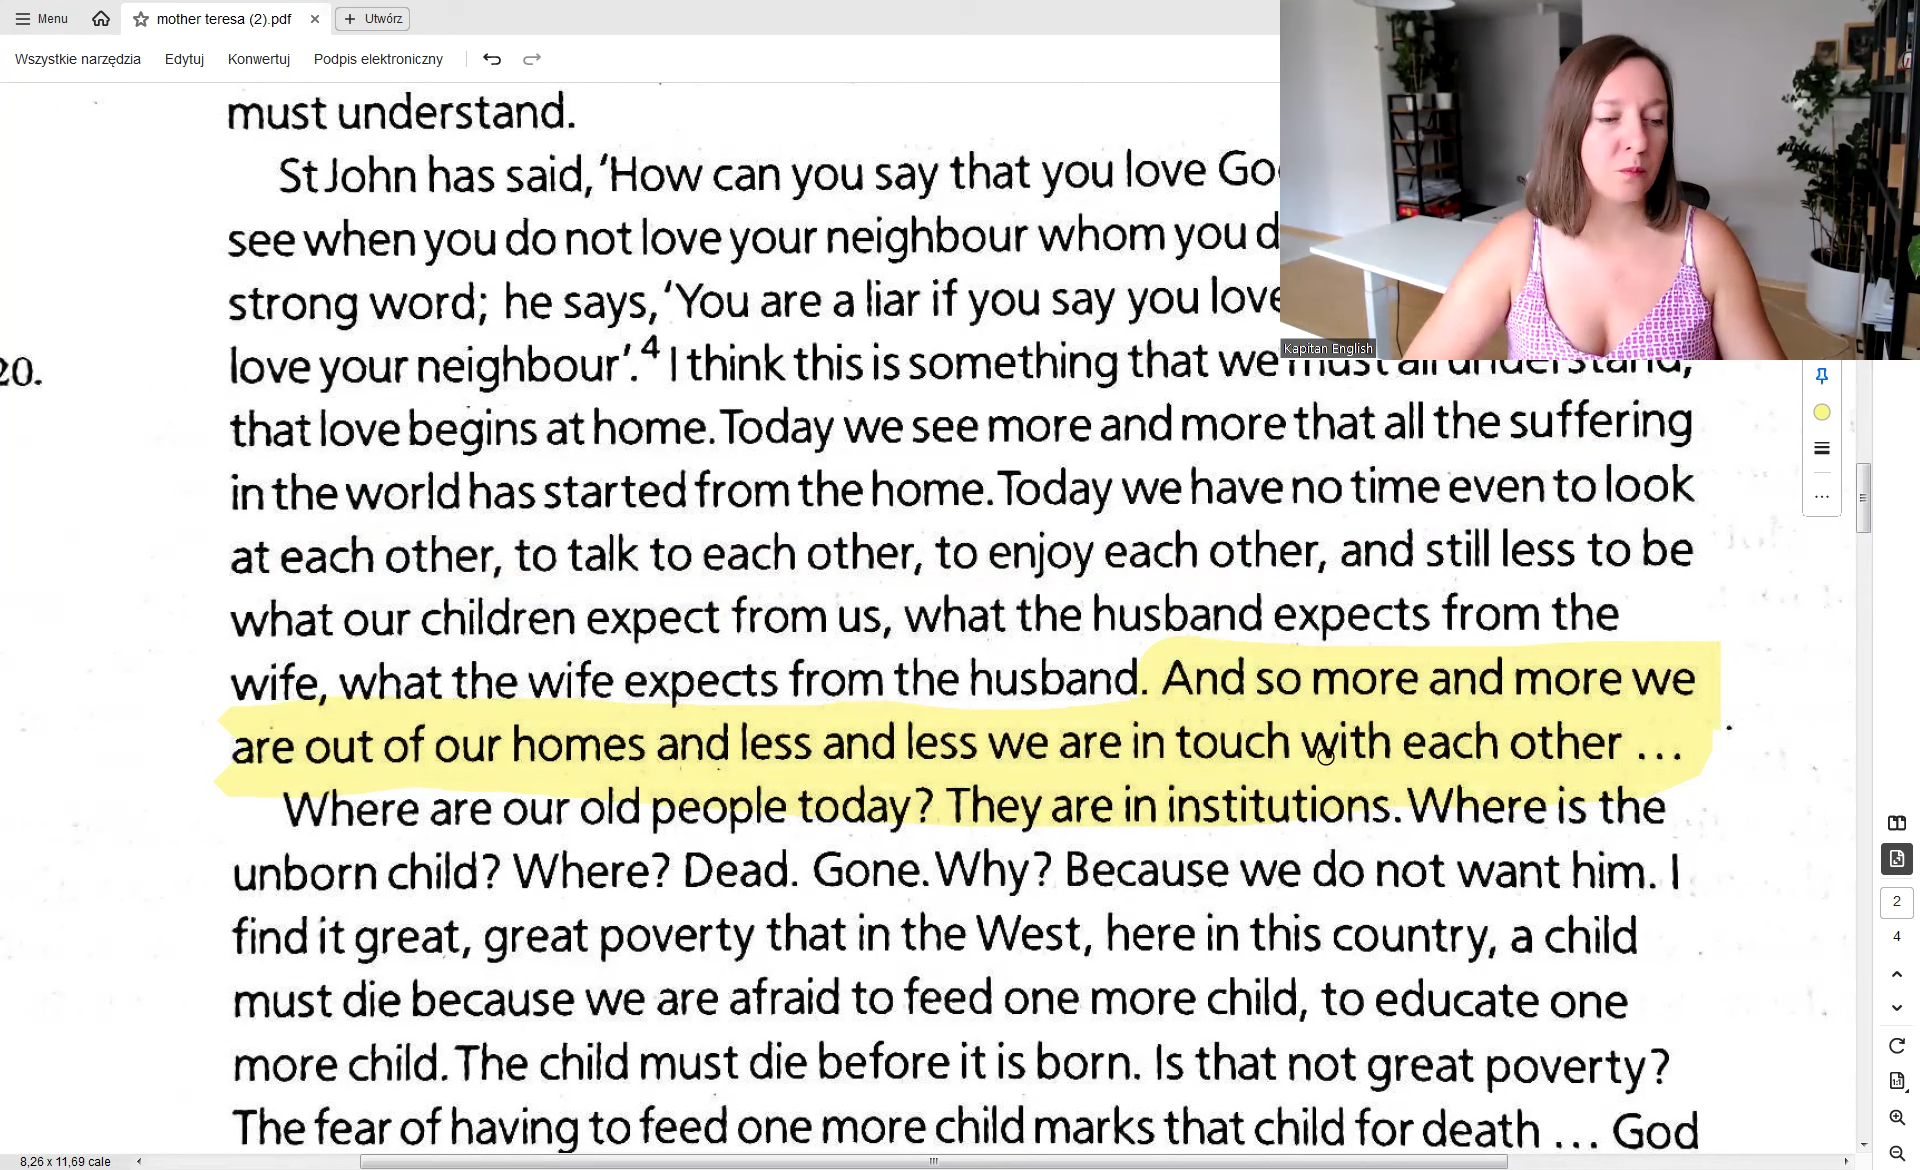 Menu
mother teresa (2).pdf
Utwórz
Wszystkie narzędzia
Edytuj
Konwertuj
Podpis elektroniczny
must understand.
St John has said, ‘How can you say that you love
see when you do not love your neighbour whom you
strong word; he says, ‘You are a liar if you say you love
love your neighbour’.⁴ I think this is something that we must all understand,
20.
that love begins at home. Today we see more and more that all the suffering
in the world has started from the home. Today we have no time even to look
at each other, to talk to each other, to enjoy each other, and still less to be
what our children expect from us, what the husband expects from the
wife, what the wife expects from the husband. And so more and more we
are out of our homes and less and less we are in touch with each other ...
Where are our old people today? They are in institutions. Where is the
unborn child? Where? Dead. Gone. Why? Because we do not want him. I
find it great, great poverty that in the West, here in this country, a child
must die because we are afraid to feed one more child, to educate one
more child. The child must die before it is born. Is that not great poverty?
The fear of having to feed one more child marks that child for death ... God
Kapitan English
2
4
8,26 x 11,69 cale